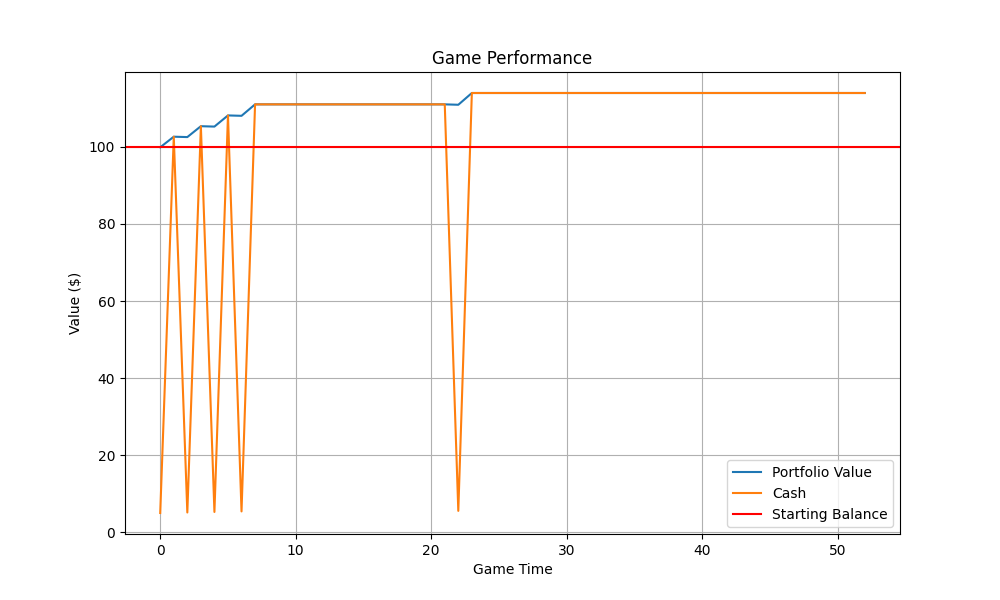 Game Performance
Value ($)
100
80
60
40
20
0
0 10 20 30 40 50
Game Time
Portfolio Value
Cash
Starting Balance